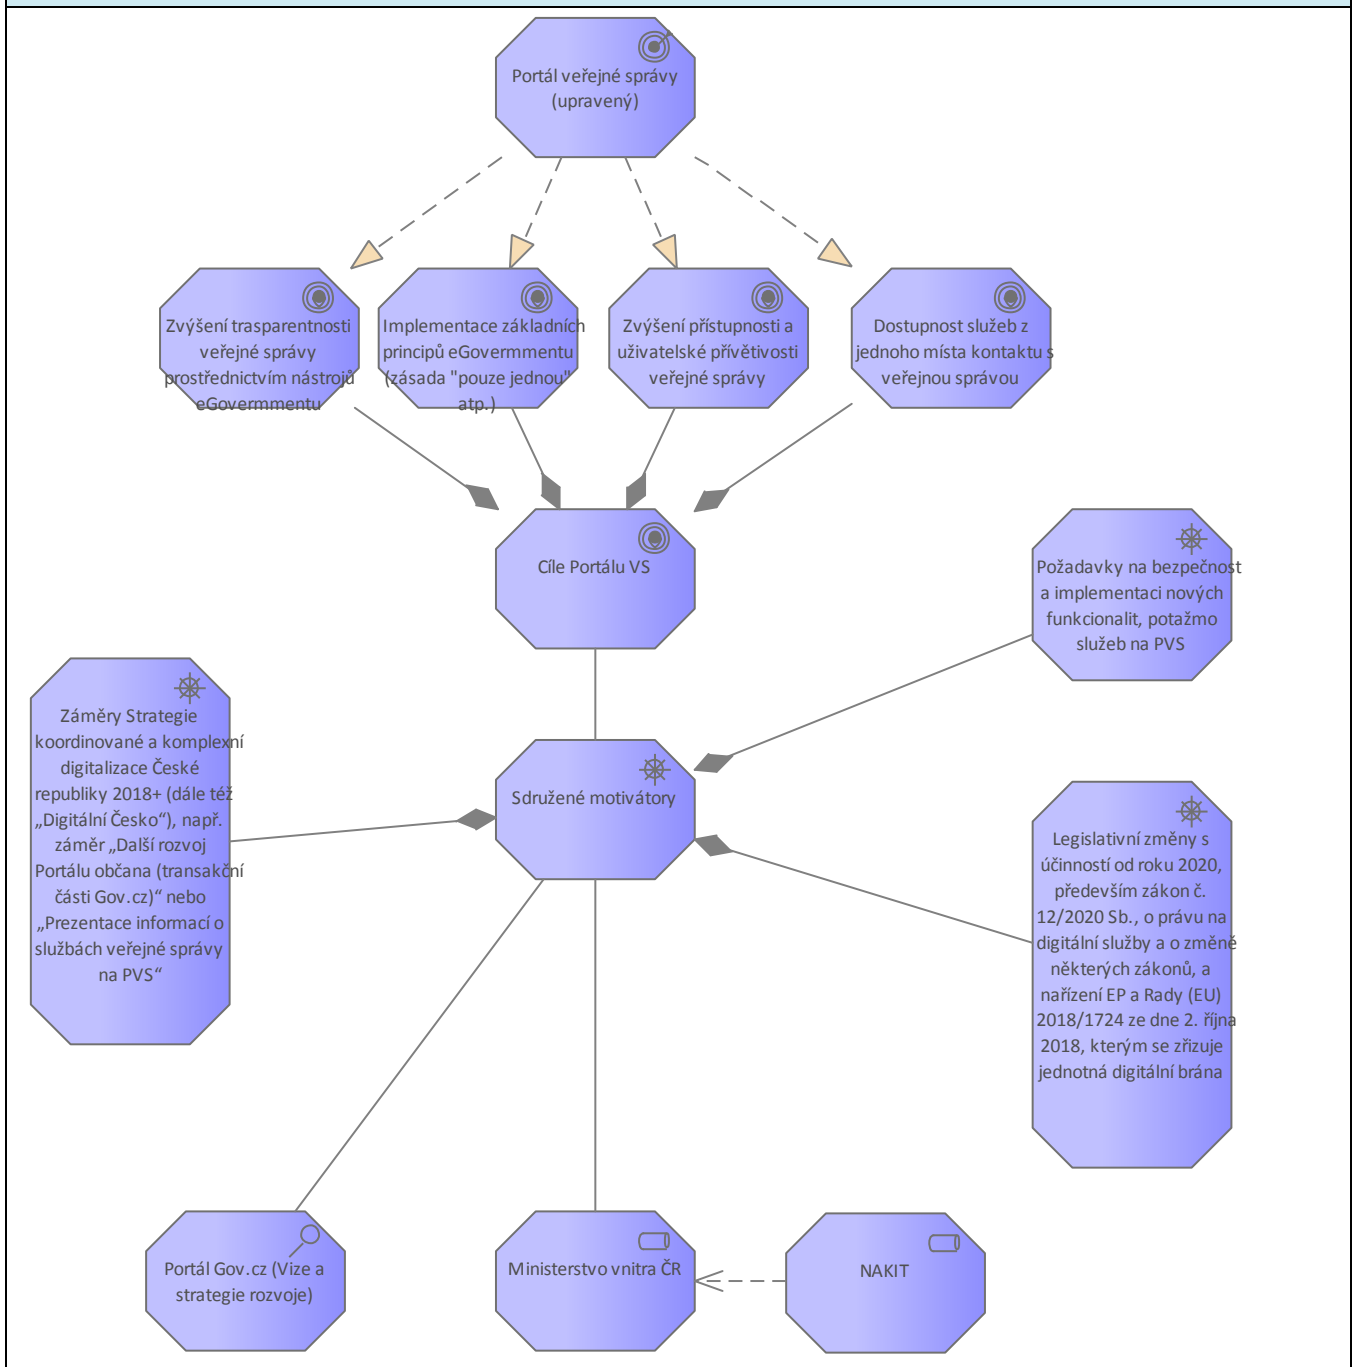 Portál veřejné správy
(upravený)
Zvýšení trasparentnosti
veřejné správy
prostřednictvím nástrojů
eGovermmentu
Implementace základních
principů eGovermmentu
(zásada "pouze jednou"
atp.)
Zvýšení přístupnosti a
uživatelské přívětivosti
veřejné správy
Dostupnost služeb z
jednoho místa kontaktu s
veřejnou správou
Cíle Portálu VS
Požadavky na bezpečnost
a implementaci nových
funkcionalit, potažmo
služeb na PVS
Záměry Strategie
koordinované a komplexní
digitalizace České
republiky 2018+ (dále též
„Digitální Česko“), např.
záměr „Další rozvoj
Portálu občana (transakční
části Gov.cz)“ nebo
„Prezentace informací o
službách veřejné správy
na PVS“
Sdružené motivátory
Legislativní změny s
účinností od roku 2020,
především zákon č.
12/2020 Sb., o právu na
digitální služby a o změně
některých zákonů, a
nařízení EP a Rady (EU)
2018/1724 ze dne 2. října
2018, kterým se zřizuje
jednotná digitální brána
Portál Gov.cz (Vize a
strategie rozvoje)
Ministerstvo vnitra ČR
NAKIT